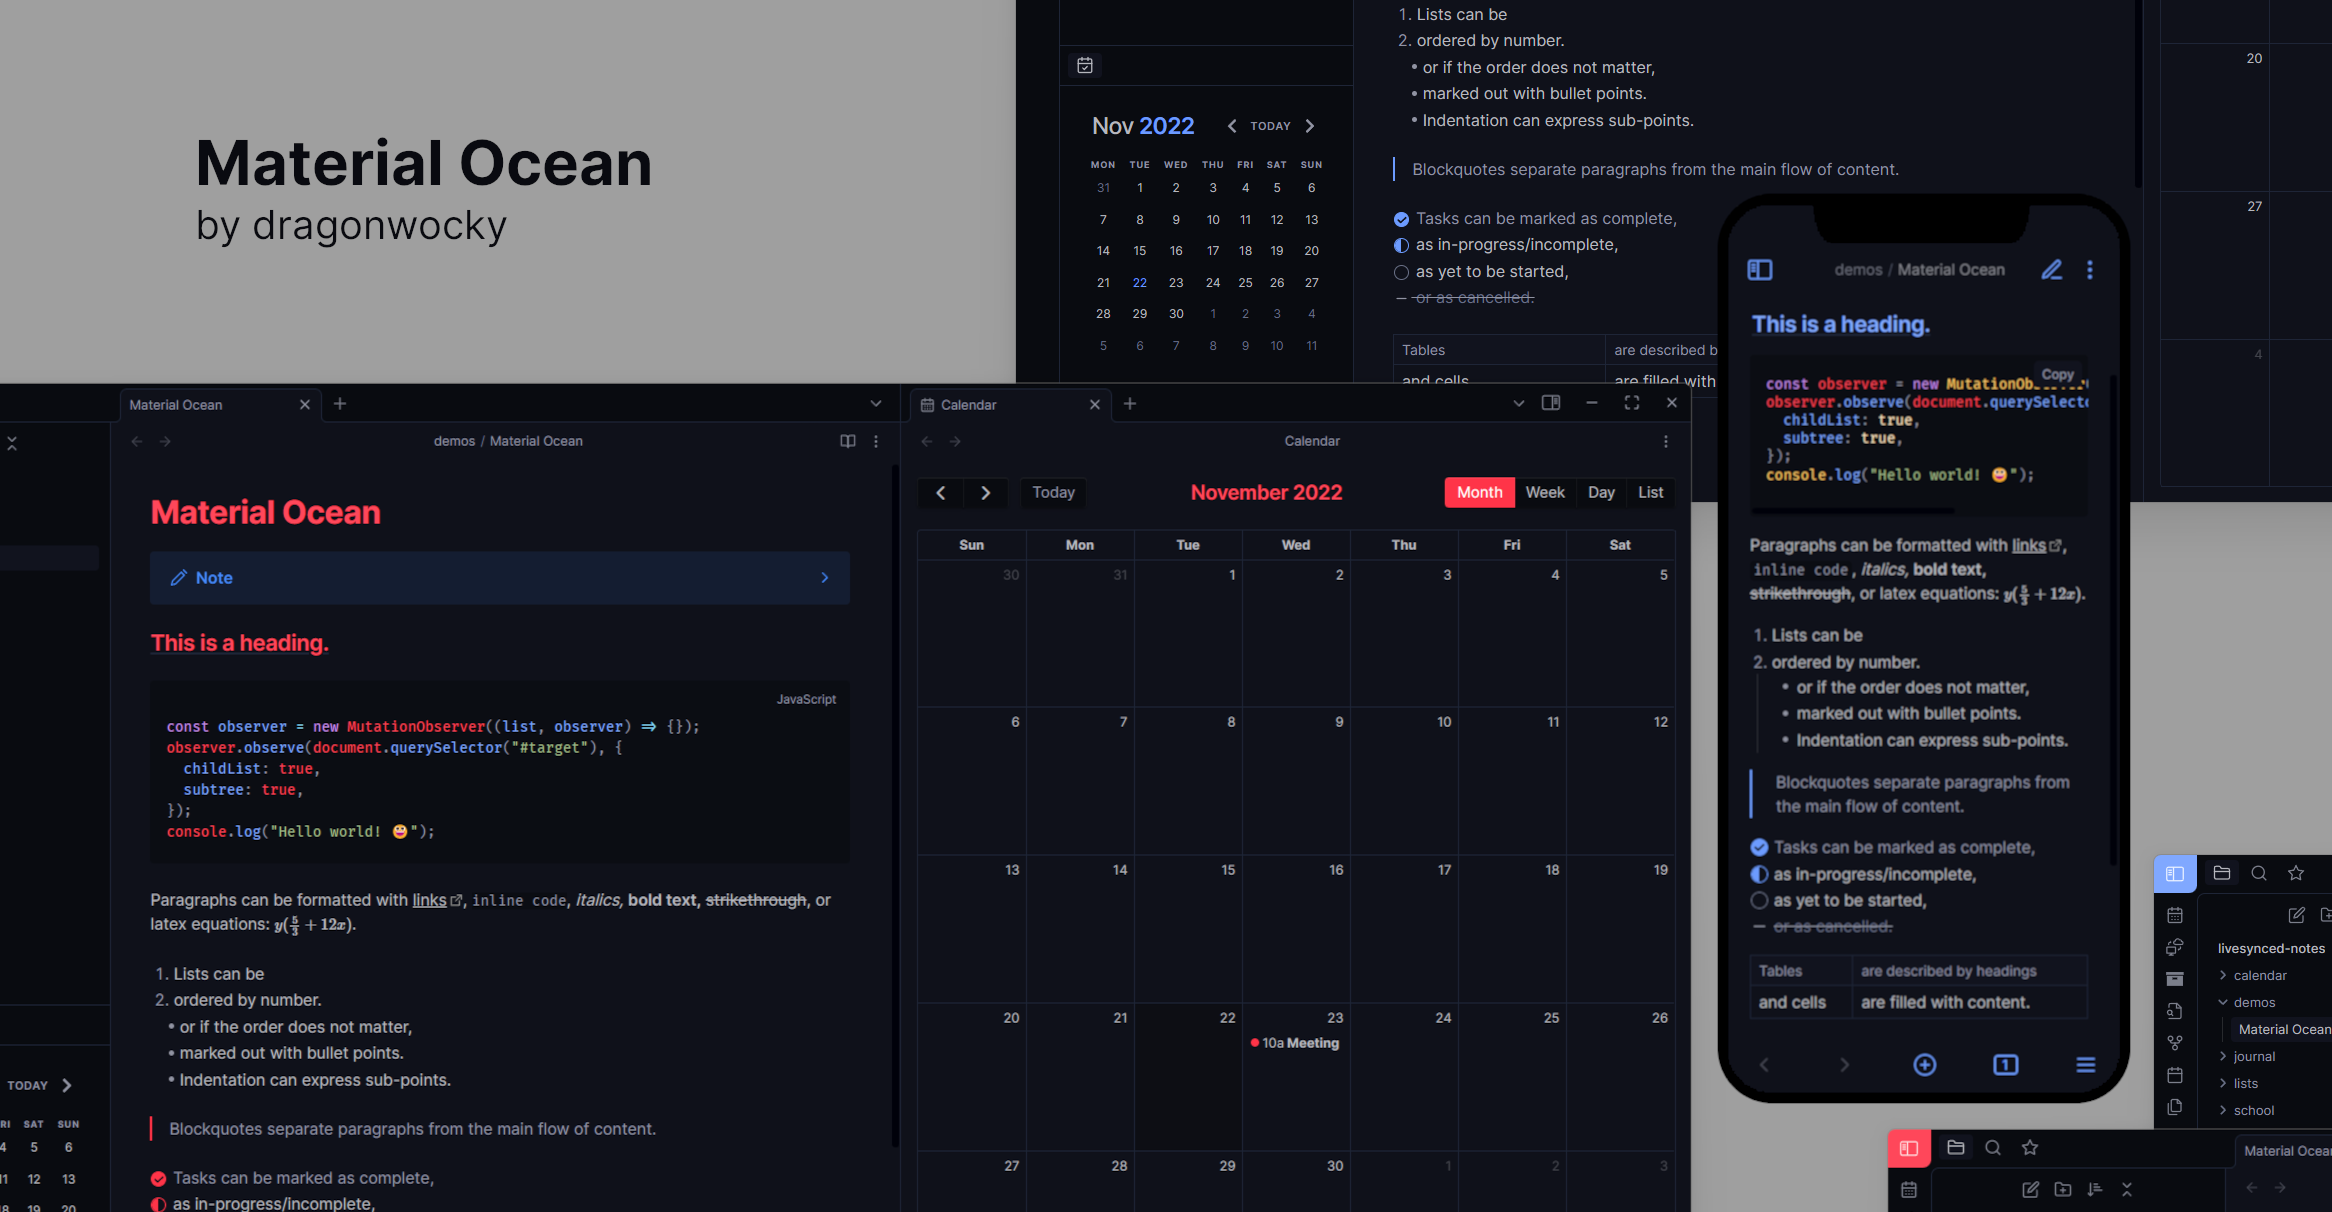 Material Ocean
by dragonwocky
1. Lists can be
2. ordered by number.
• or if the order does not matter,
• marked out with bullet points.
• Indentation can express sub-points.
Blockquotes separate paragraphs from the main flow of content.
Tasks can be marked as complete,
as in-progress/incomplete,
as yet to be started,
– or as cancelled.
Tables are described b
and cells are filled with
Nov 2022 TODAY
MON TUE WED THU FRI SAT SUN
31 1 2 3 4 5 6
7 8 9 10 11 12 13
14 15 16 17 18 19 20
21 22 23 24 25 26 27
28 29 30 1 2 3 4
5 6 7 8 9 10 11
20
27
4
Material Ocean
demos / Material Ocean
Material Ocean
Note
This is a heading.
JavaScript
const observer = new MutationObserver((list, observer) => {});
observer.observe(document.querySelector("#target"), {
childList: true,
subtree: true,
});
console.log("Hello world! 😀");
Paragraphs can be formatted with links, inline code, italics, bold text, strikethrough, or
latex equations: y(5/3 + 12x).
1. Lists can be
2. ordered by number.
• or if the order does not matter,
• marked out with bullet points.
• Indentation can express sub-points.
Blockquotes separate paragraphs from the main flow of content.
Tasks can be marked as complete,
as in-progress/incomplete,
TODAY
RI SAT SUN
4 5 6
11 12 13
18 19 20
Calendar
Calendar
Today
November 2022
Month Week Day List
Sun Mon Tue Wed Thu Fri Sat
30 31 1 2 3 4 5
6 7 8 9 10 11 12
13 14 15 16 17 18 19
20 21 22 23 24 25 26
10a Meeting
27 28 29 30 1 2 3
demos / Material Ocean
This is a heading.
Copy
const observer = new MutationOb
observer.observe(document.querySelecto
childList: true,
subtree: true,
});
console.log("Hello world! 😀");
Paragraphs can be formatted with links,
inline code, italics, bold text,
strikethrough, or latex equations: y(5/3 + 12x).
1. Lists can be
2. ordered by number.
• or if the order does not matter,
• marked out with bullet points.
• Indentation can express sub-points.
Blockquotes separate paragraphs from
the main flow of content.
Tasks can be marked as complete,
as in-progress/incomplete,
as yet to be started,
– or as cancelled.
Tables are described by headings
and cells are filled with content.
1
livesynced-notes
calendar
demos
Material Ocean
journal
lists
school
Material Ocea